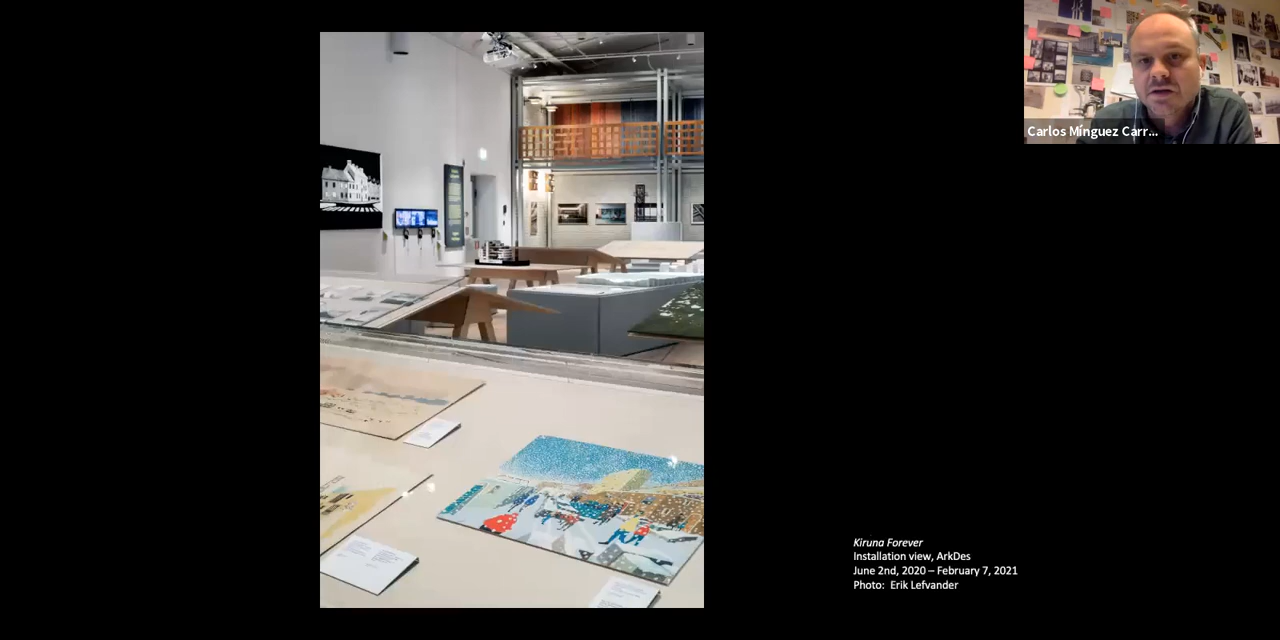 Carlos Mínguez Carr...
Kiruna Forever
Installation view, ArkDes
June 2nd, 2020 – February 7, 2021
Photo:  Erik Lefvander